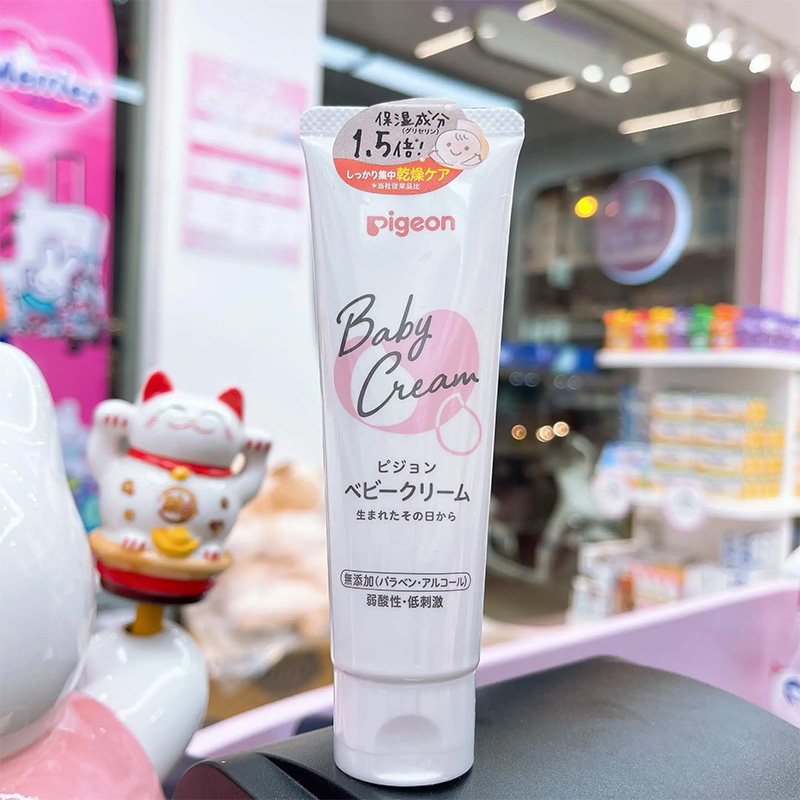 Merries
保湿成分
(グリセリン)
1.5倍!
しっかり集中乾燥ケア
*当社従来品比
Pigeon
Baby
Cream
ピジョン
ベビークリーム
生まれたその日から
無添加(パラベン・アルコール)
弱酸性・低刺激